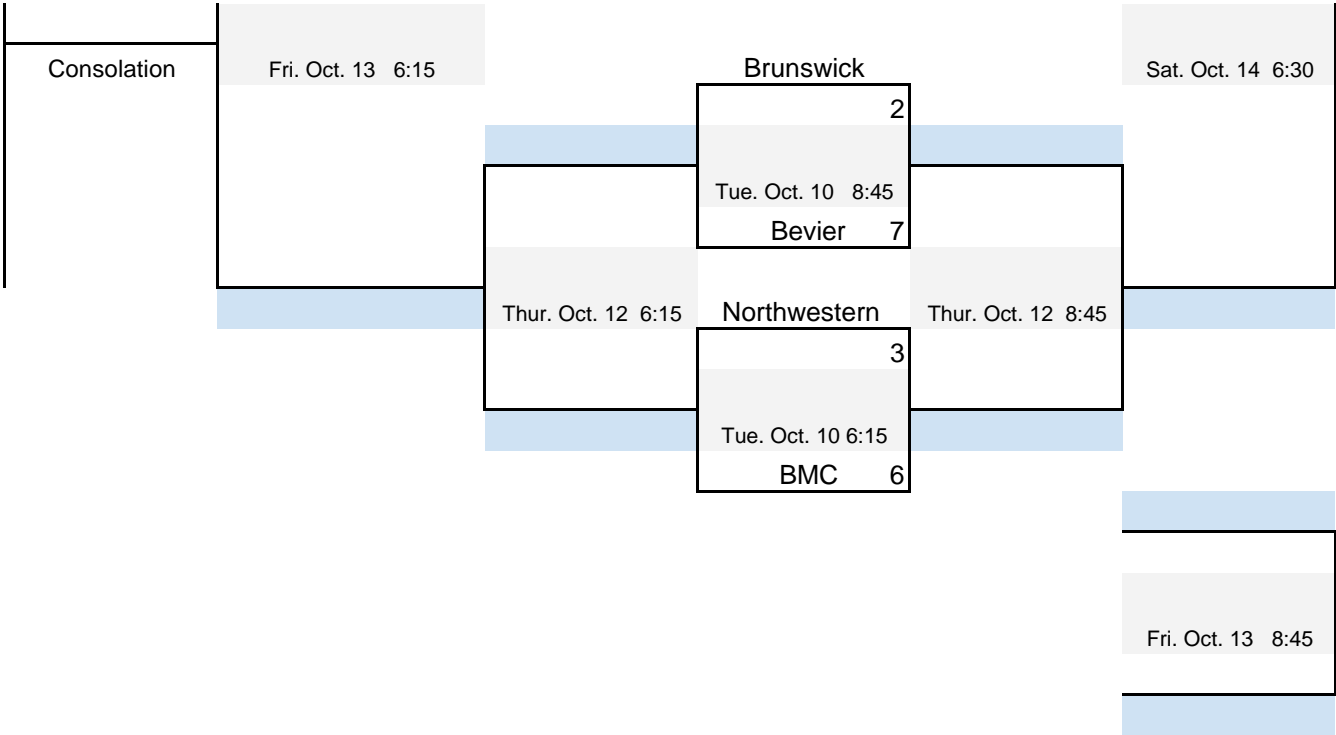 Consolation
Fri. Oct. 13 6:15
Brunswick
Sat. Oct. 14 6:30
2
Tue. Oct. 10 8:45
Bevier 7
Thur. Oct. 12 6:15
Northwestern
Thur. Oct. 12 8:45
3
Tue. Oct. 10 6:15
BMC 6
Fri. Oct. 13 8:45